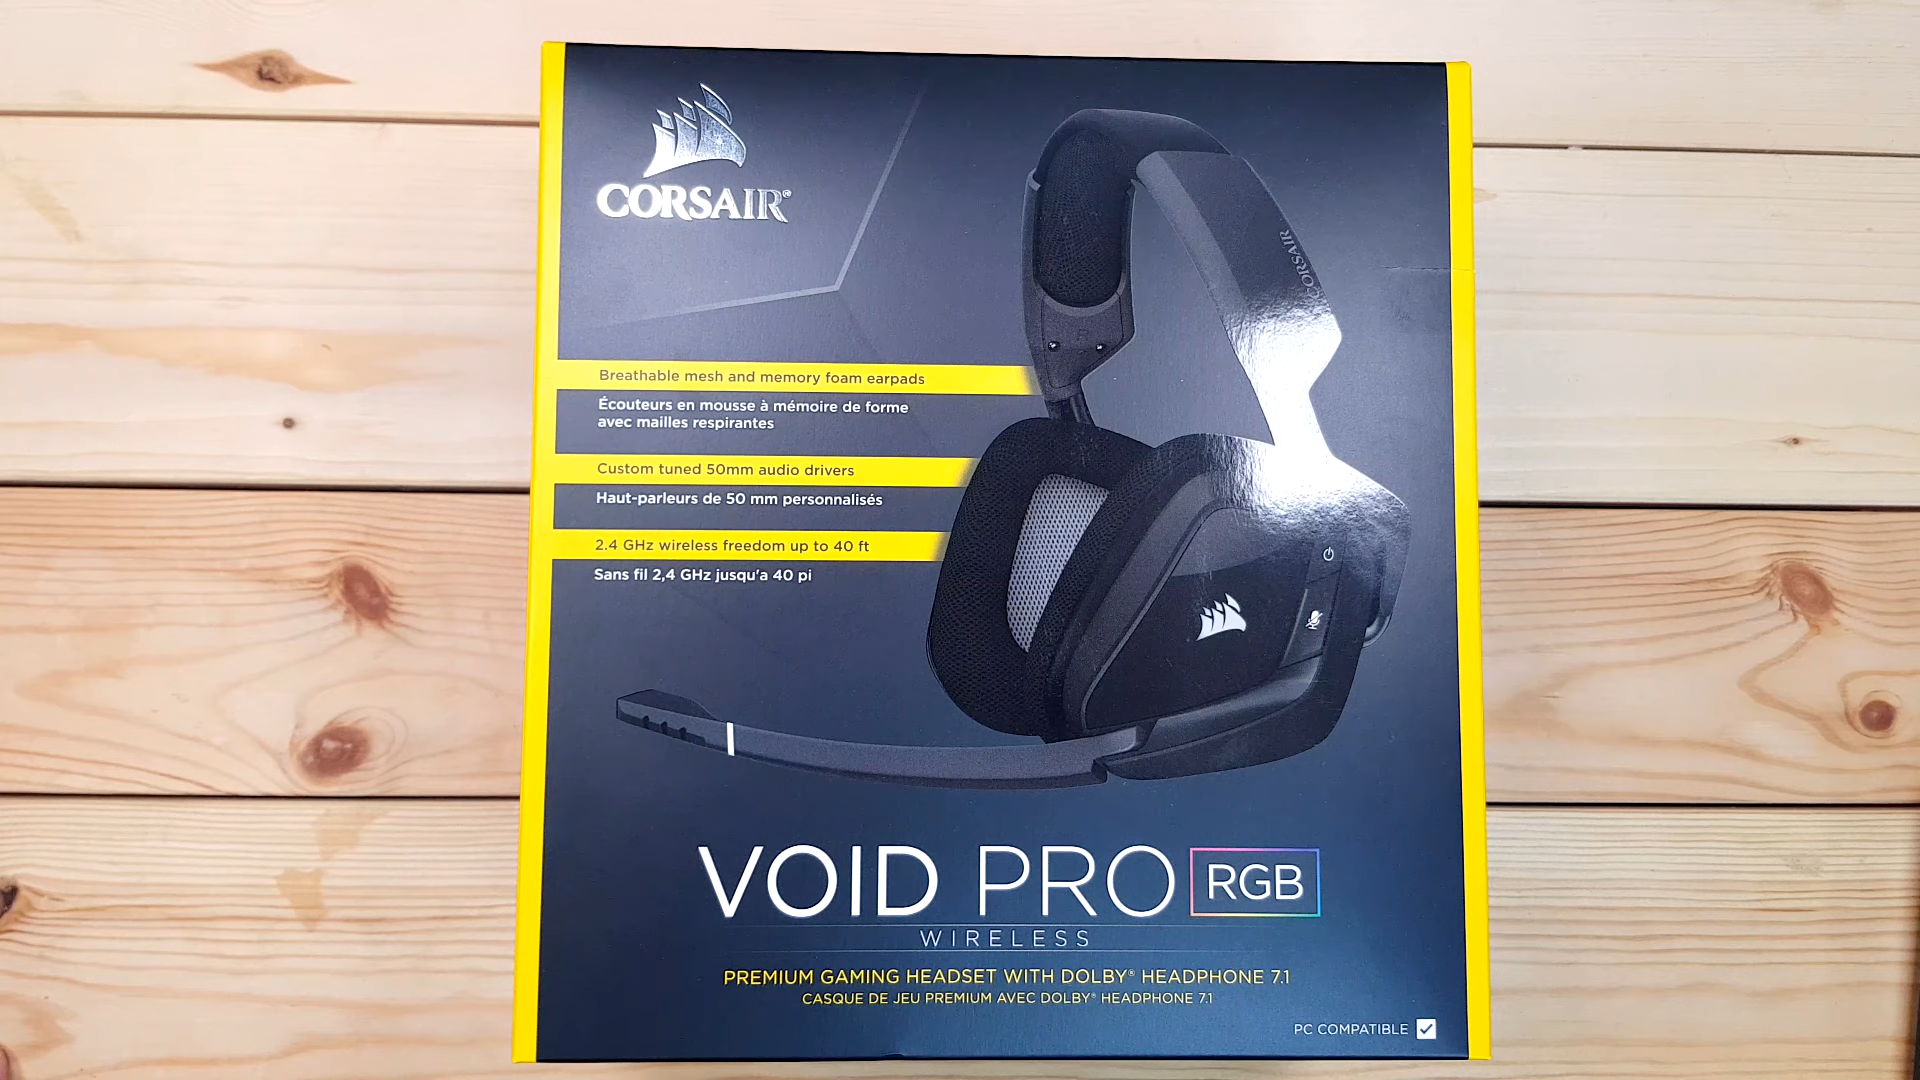 CORSAIR®
CORSAIR
Breathable mesh and memory foam earpads
Écouteurs en mousse à mémoire de forme
avec mailles respirantes
Custom tuned 50mm audio drivers
Haut-parleurs de 50 mm personnalisés
2.4 GHz wireless freedom up to 40 ft
Sans fil 2,4 GHz jusqu'a 40 pi
VOID PRO RGB
WIRELESS
PREMIUM GAMING HEADSET WITH DOLBY® HEADPHONE 7.1
CASQUE DE JEU PREMIUM AVEC DOLBY® HEADPHONE 7.1
PC COMPATIBLE